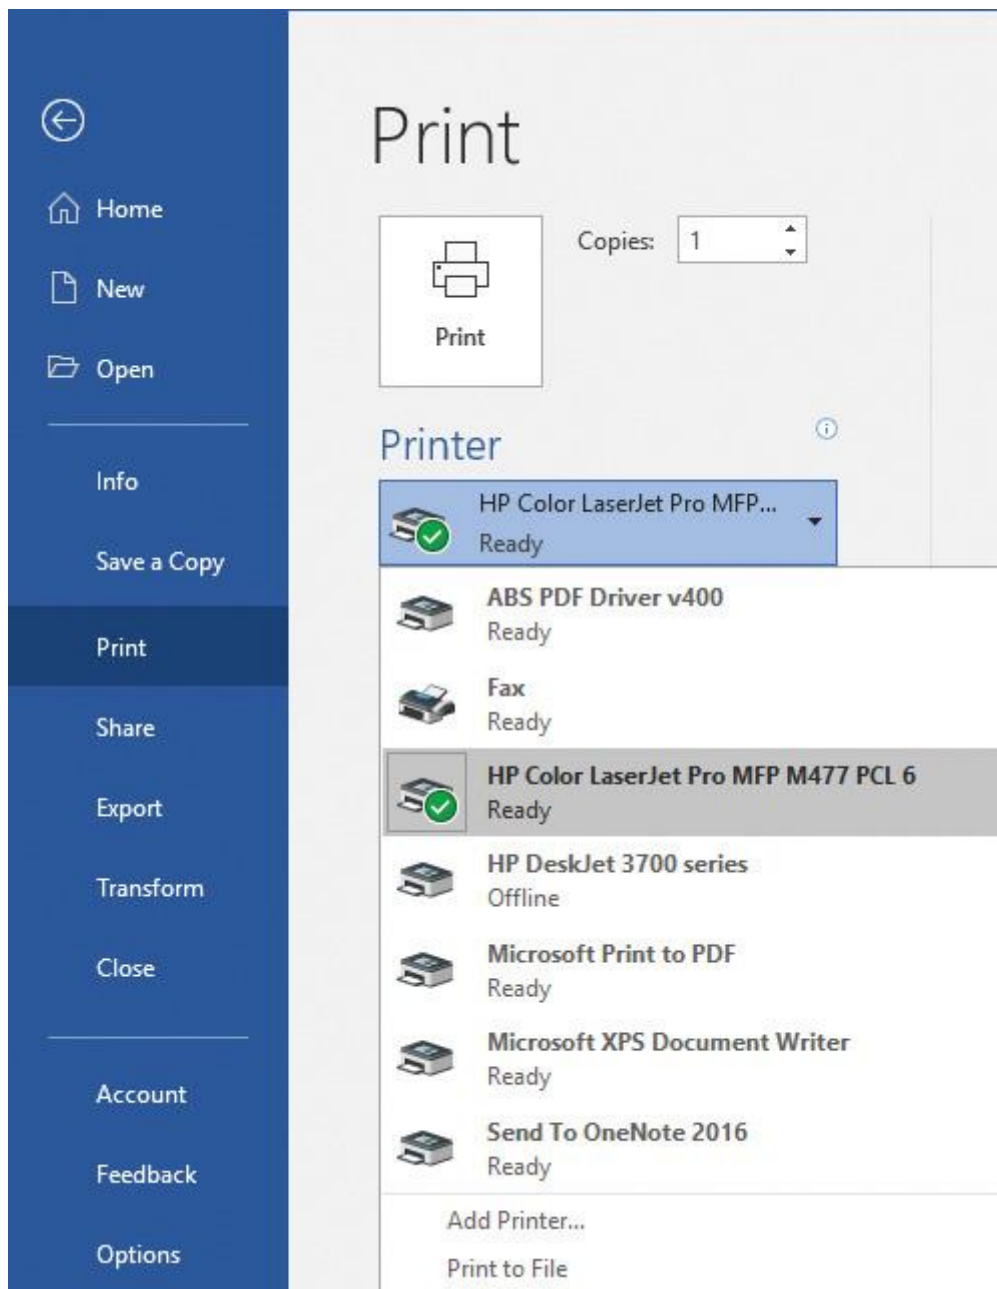 Print
Home
New
Open
Info
Save a Copy
Print
Share
Export
Transform
Close
Account
Feedback
Options
Copies:
1
Print
Printer
HP Color LaserJet Pro MFP...
Ready
ABS PDF Driver v400
Ready
Fax
Ready
HP Color LaserJet Pro MFP M477 PCL 6
Ready
HP DeskJet 3700 series
Offline
Microsoft Print to PDF
Ready
Microsoft XPS Document Writer
Ready
Send To OneNote 2016
Ready
Add Printer...
Print to File